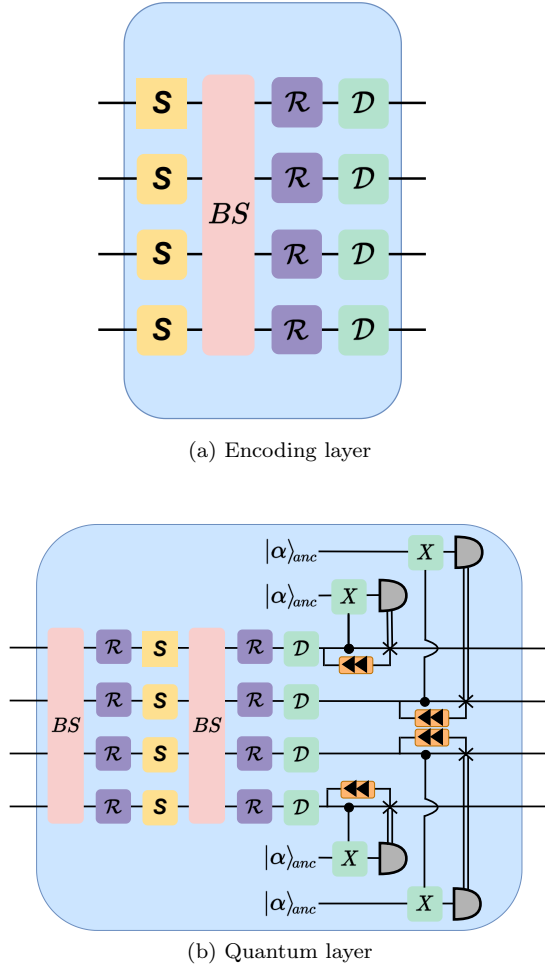 S R D
S R D
BS
S R D
S R D
(a) Encoding layer
|α⟩anc X
|α⟩anc X
R S R D
R S R D
BS BS
R S R D
R S R D
|α⟩anc X
|α⟩anc X
(b) Quantum layer